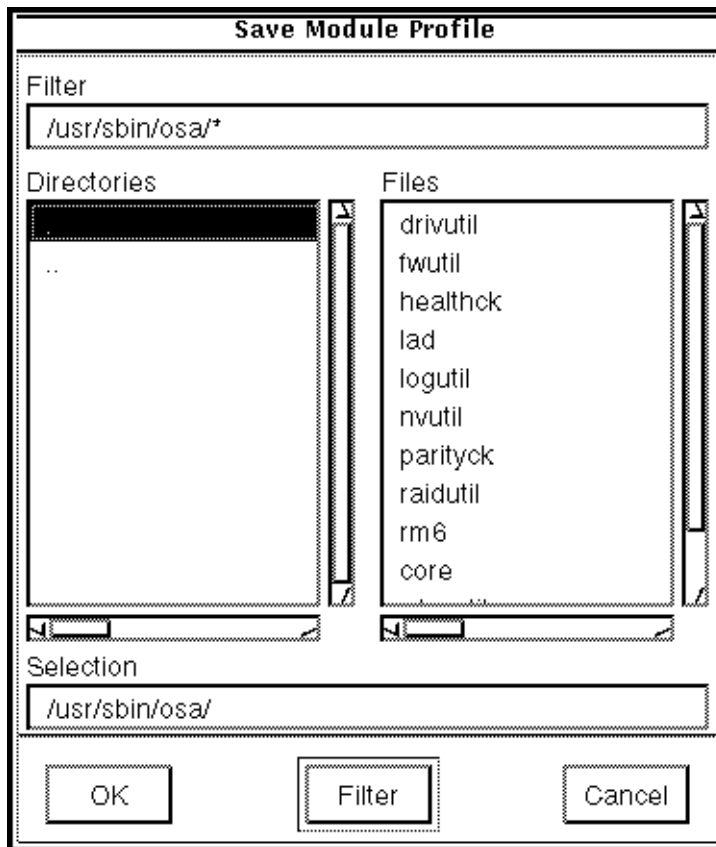 Save Module Profile
Filter
/usr/sbin/osa/*
Directories
.
..
Files
drivutil
fwutil
healthck
lad
logutil
nvutil
parityck
raidutil
rm6
core
Selection
/usr/sbin/osa/
OK
Filter
Cancel